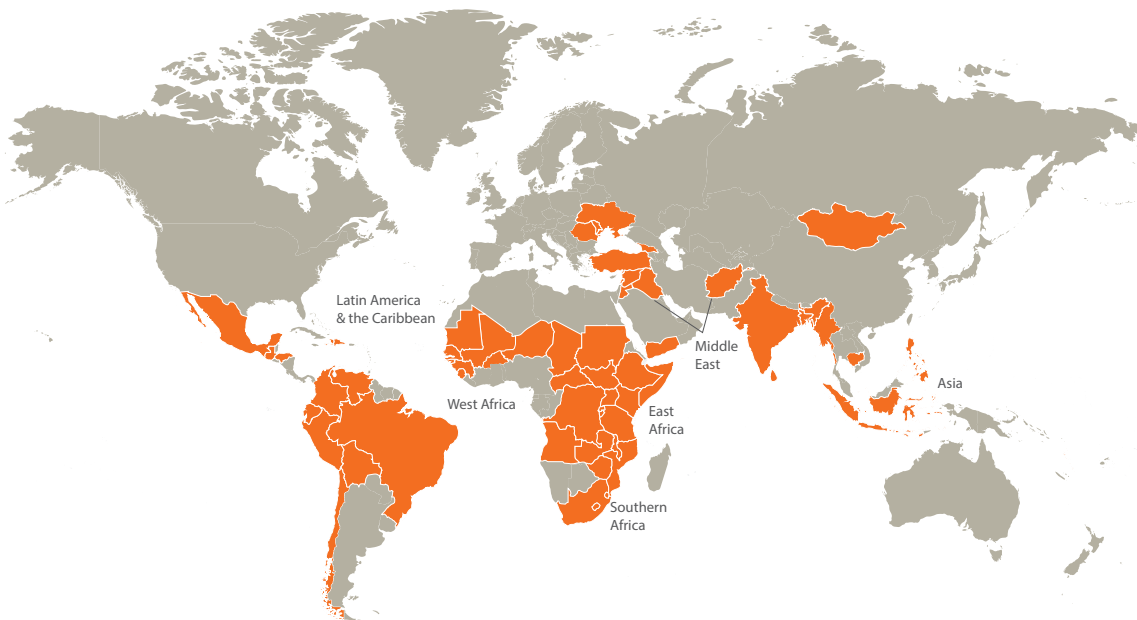 Latin America
& the Caribbean
Middle
East
Asia
West Africa
East
Africa
Southern
Africa